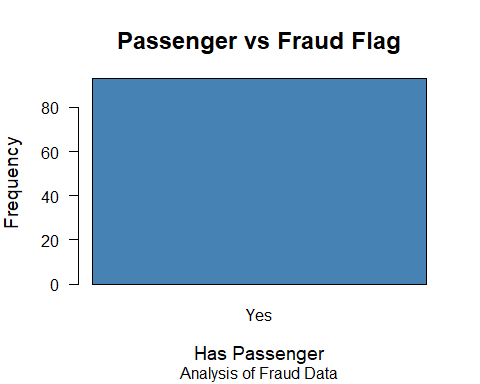 Passenger vs Fraud Flag
Frequency
80
60
40
20
0
Yes
Has Passenger
Analysis of Fraud Data